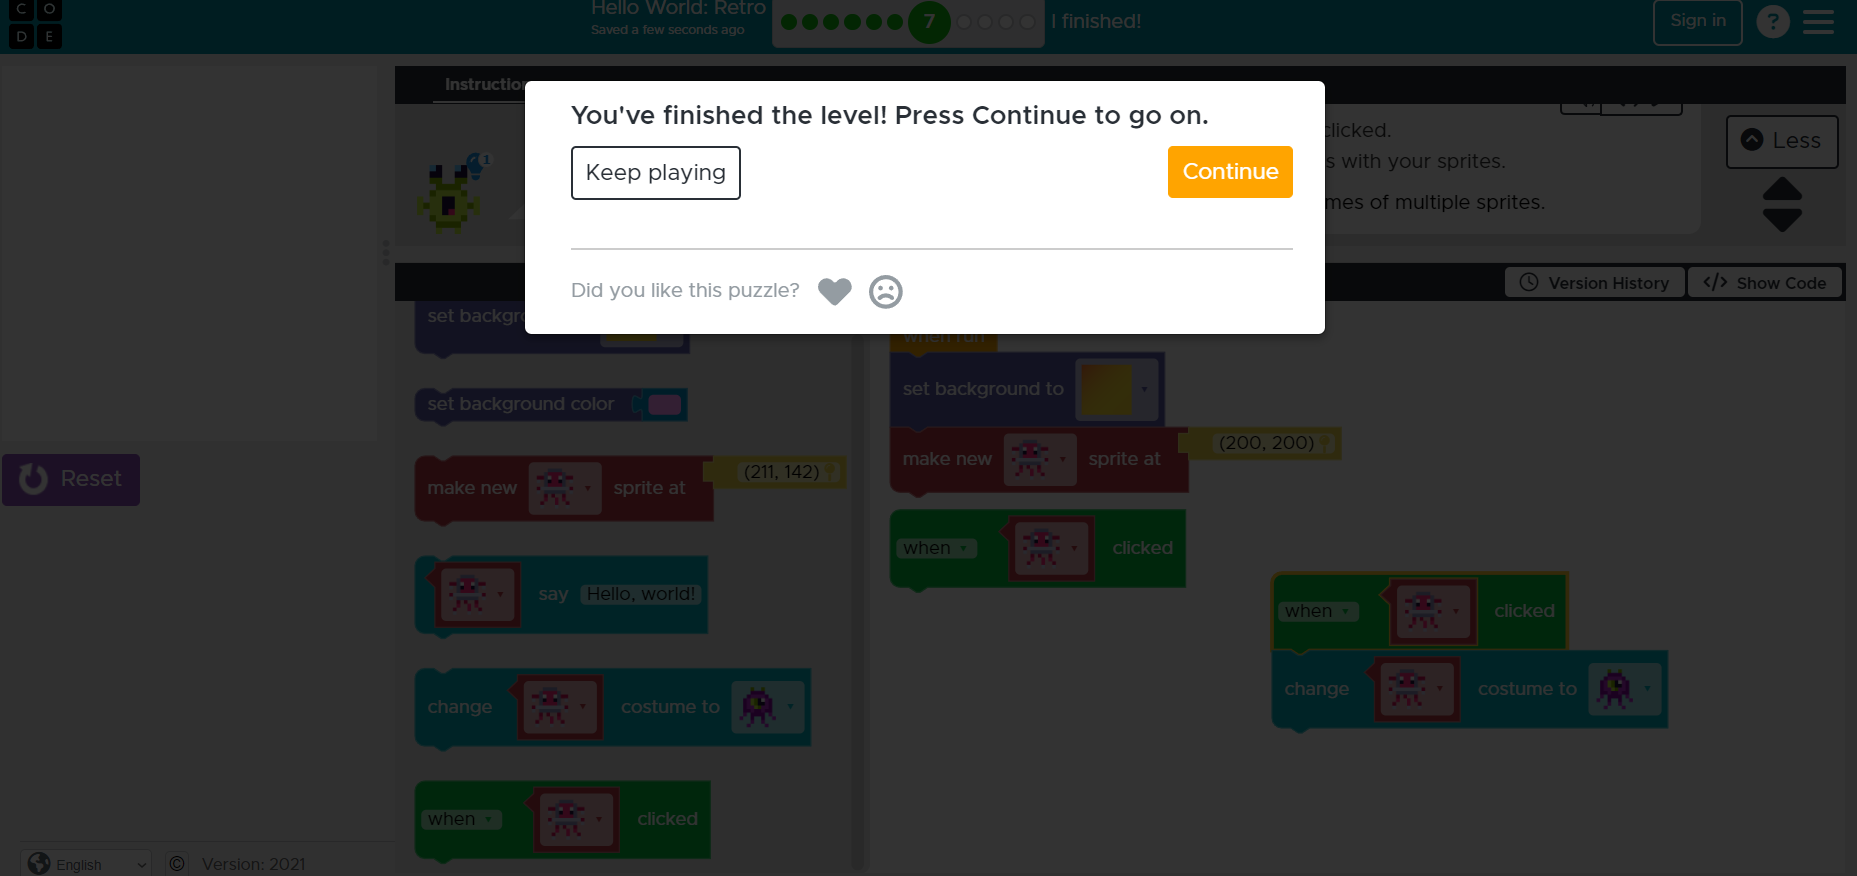 C O
D E
Hello World: Retro
Saved a few seconds ago
7
I finished!
Sign in
?
You've finished the level! Press Continue to go on.
Keep playing
Continue
Did you like this puzzle?
1
clicked.
with your sprites.
of multiple sprites.
Less
Version History
</> Show Code
Reset
set
set background color
make new sprite at (211, 142)
say Hello, world!
change costume to
when clicked
when run
set background to
make new sprite at (200, 200)
when clicked
when clicked
change costume to
English
©
Version: 2021